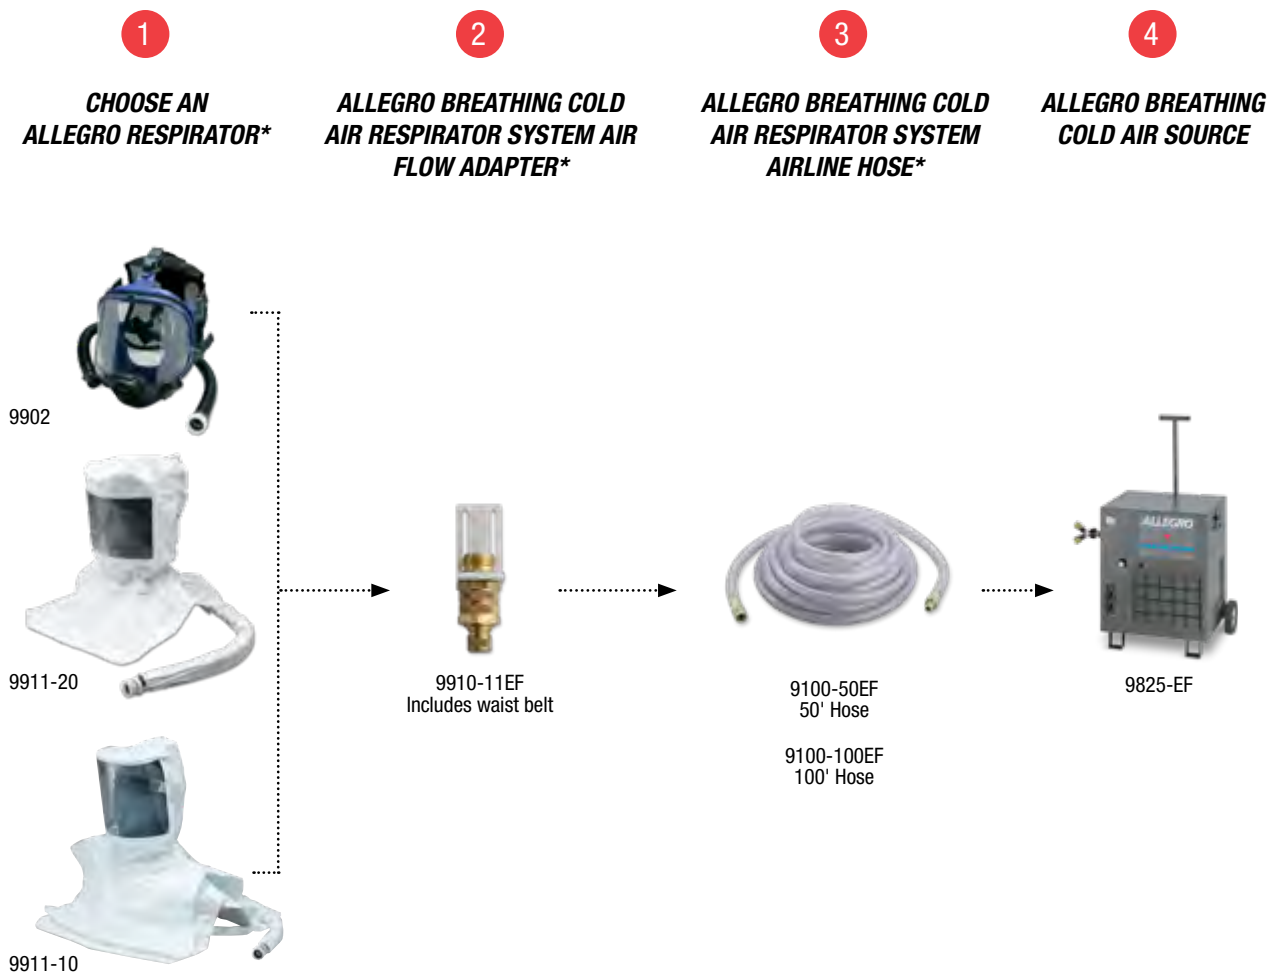 1
CHOOSE AN
ALLEGRO RESPIRATOR*
2
ALLEGRO BREATHING COLD
AIR RESPIRATOR SYSTEM AIR
FLOW ADAPTER*
3
ALLEGRO BREATHING COLD
AIR RESPIRATOR SYSTEM
AIRLINE HOSE*
4
ALLEGRO BREATHING
COLD AIR SOURCE
9902
9911-20
9911-10
9910-11EF
Includes waist belt
9100-50EF
50' Hose
9100-100EF
100' Hose
ALLEGRO
9825-EF